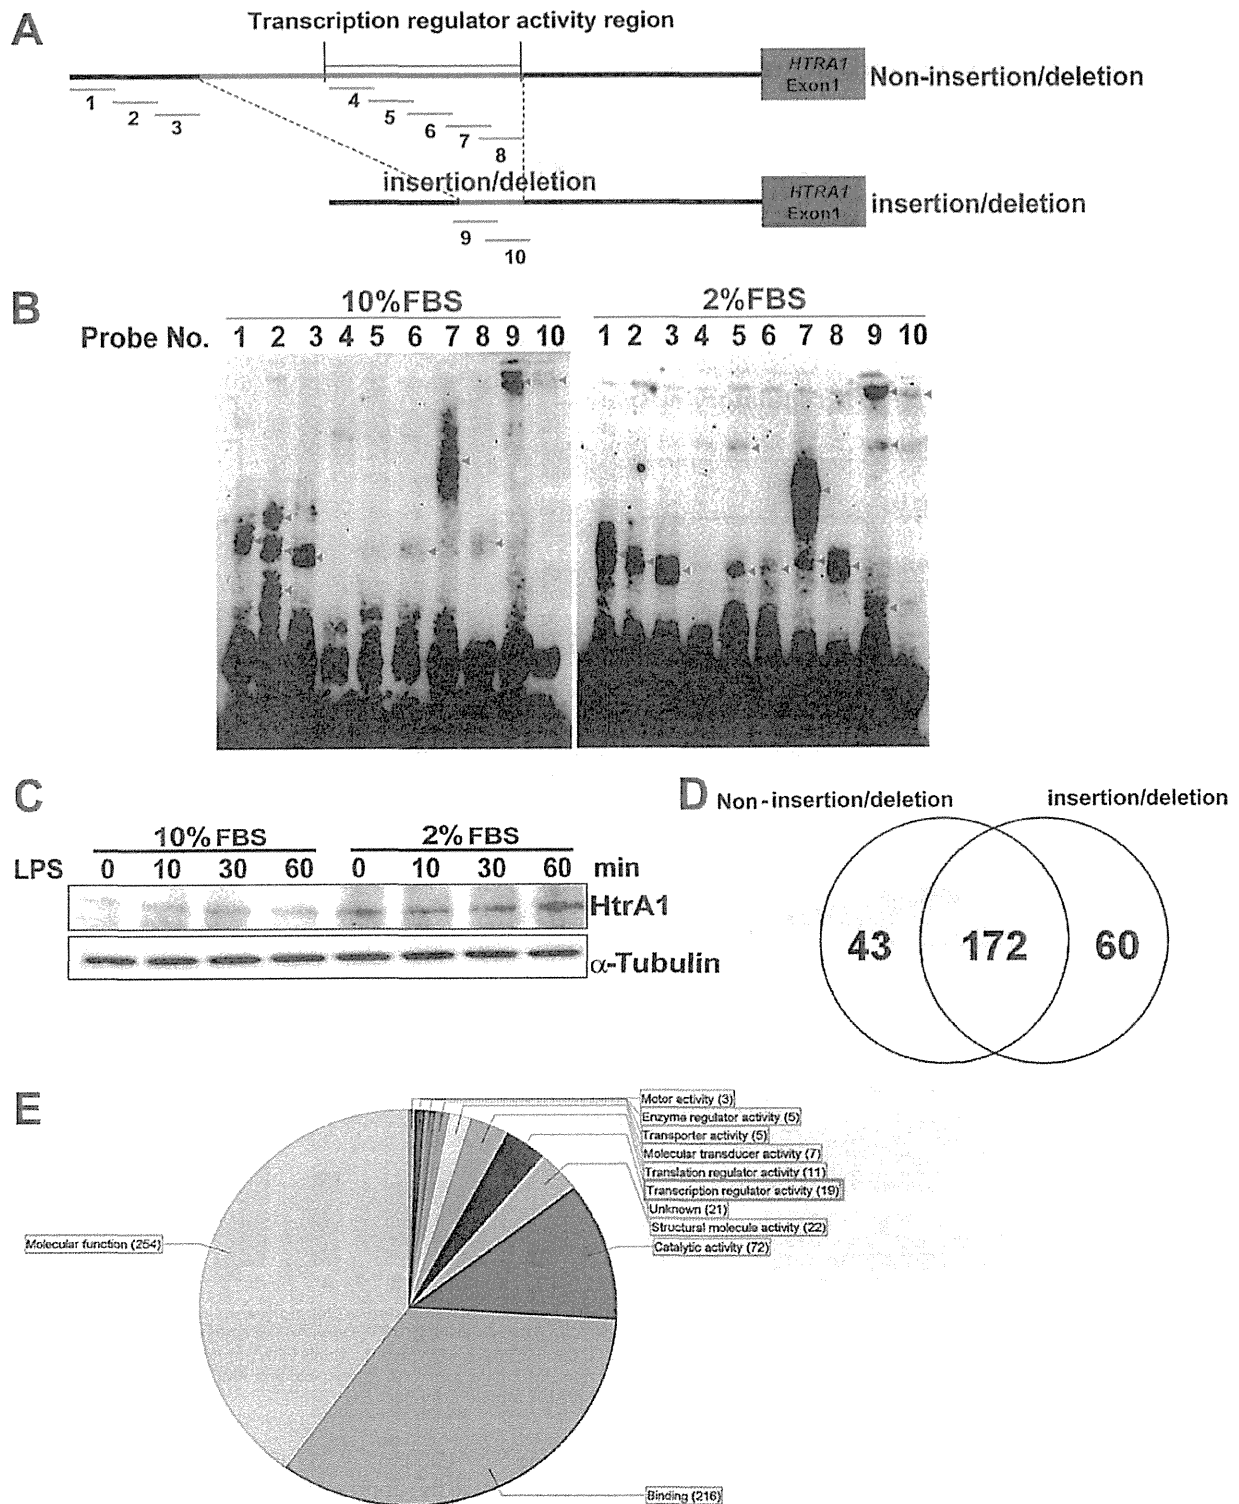 A
Transcription regulator activity region
HTRA1
Exon1
Non-insertion/deletion
1
2
3
4
5
6
7
8
insertion/deletion
HTRA1
Exon1
insertion/deletion
9
10
B
10%FBS
2%FBS
Probe No.
1 2 3 4 5 6 7 8 9 10
1 2 3 4 5 6 7 8 9 10
C
10% FBS
2% FBS
LPS 0 10 30 60 0 10 30 60 min
HtrA1
α-Tubulin
D
Non-insertion/deletion
insertion/deletion
43
172
60
E
Motor activity (3)
Enzyme regulator activity (5)
Transporter activity (5)
Molecular transducer activity (7)
Translation regulator activity (11)
Transcription regulator activity (19)
Unknown (21)
Structural molecule activity (22)
Catalytic activity (72)
Molecular function (254)
Binding (216)